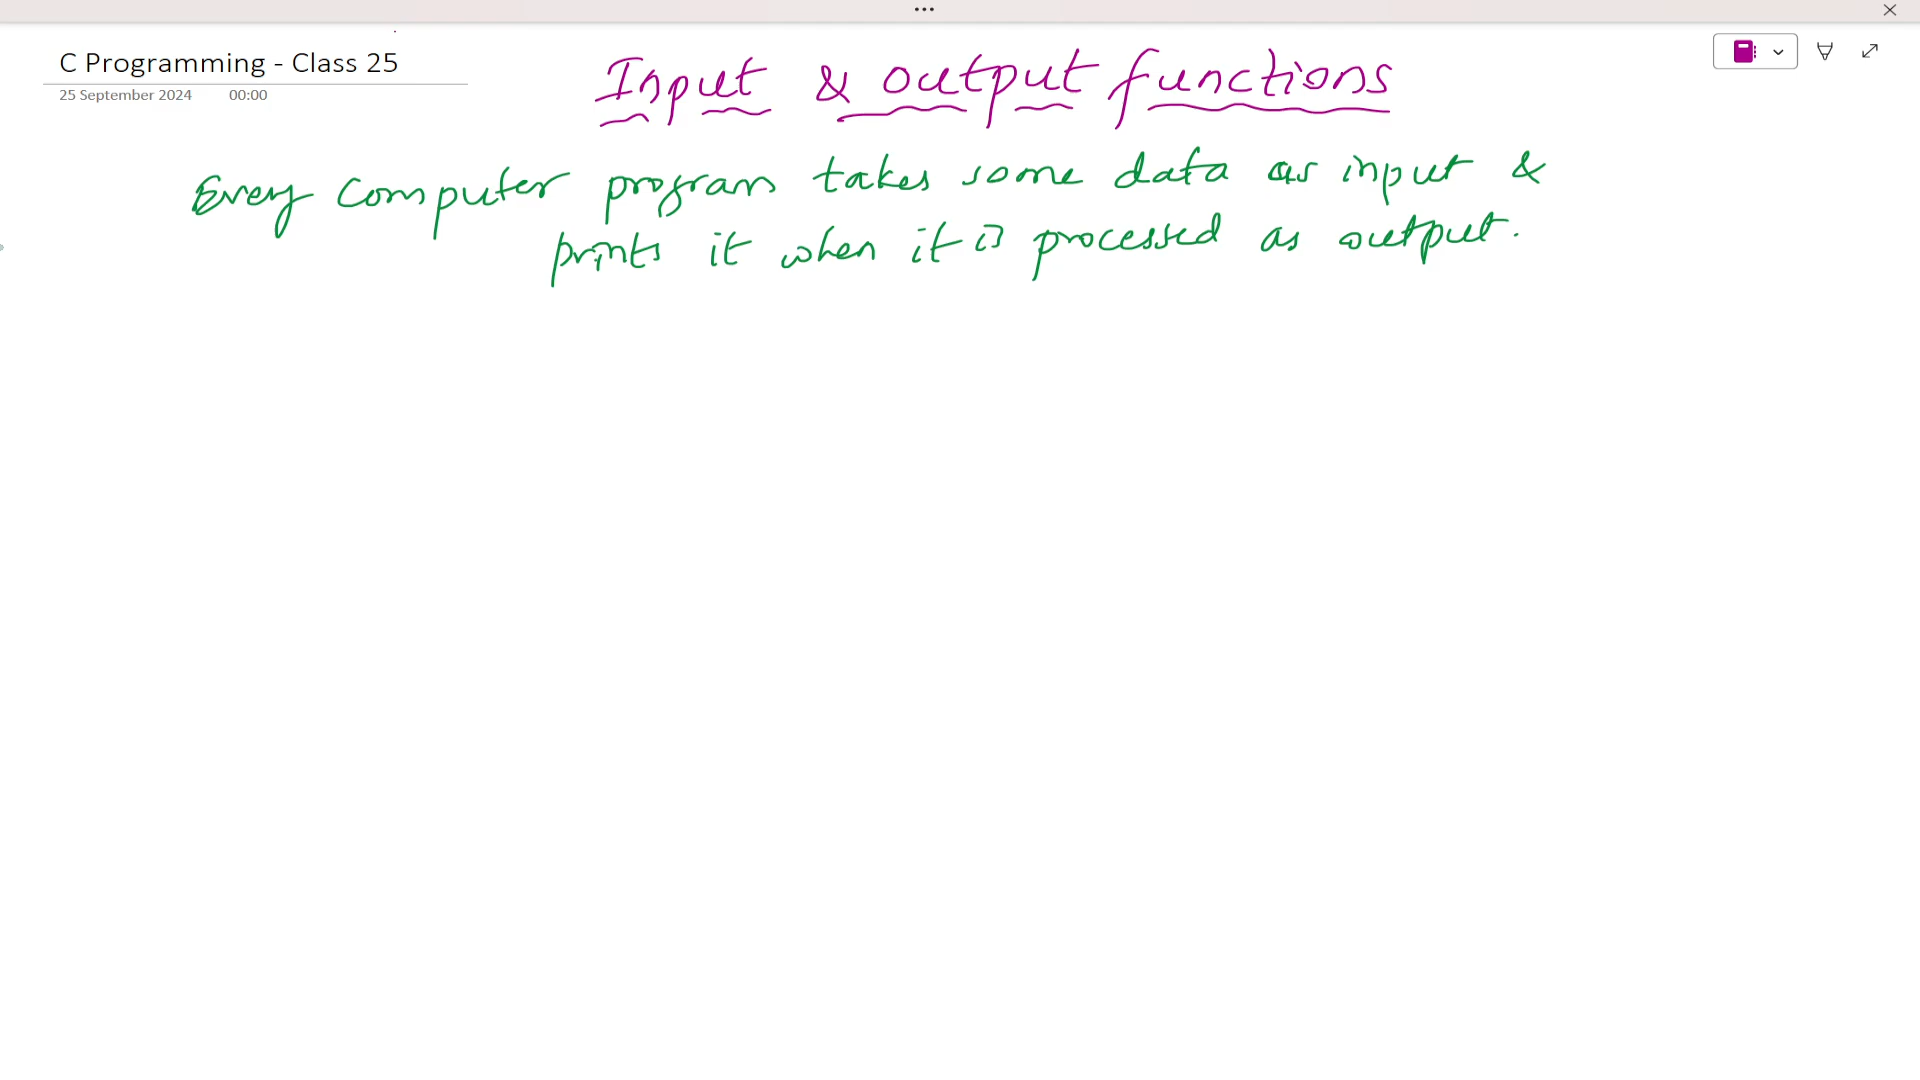 C Programming - Class 25
25 September 2024 00:00
Input & output functions
Every computer program takes some data as input &
prints it when it is processed as output.